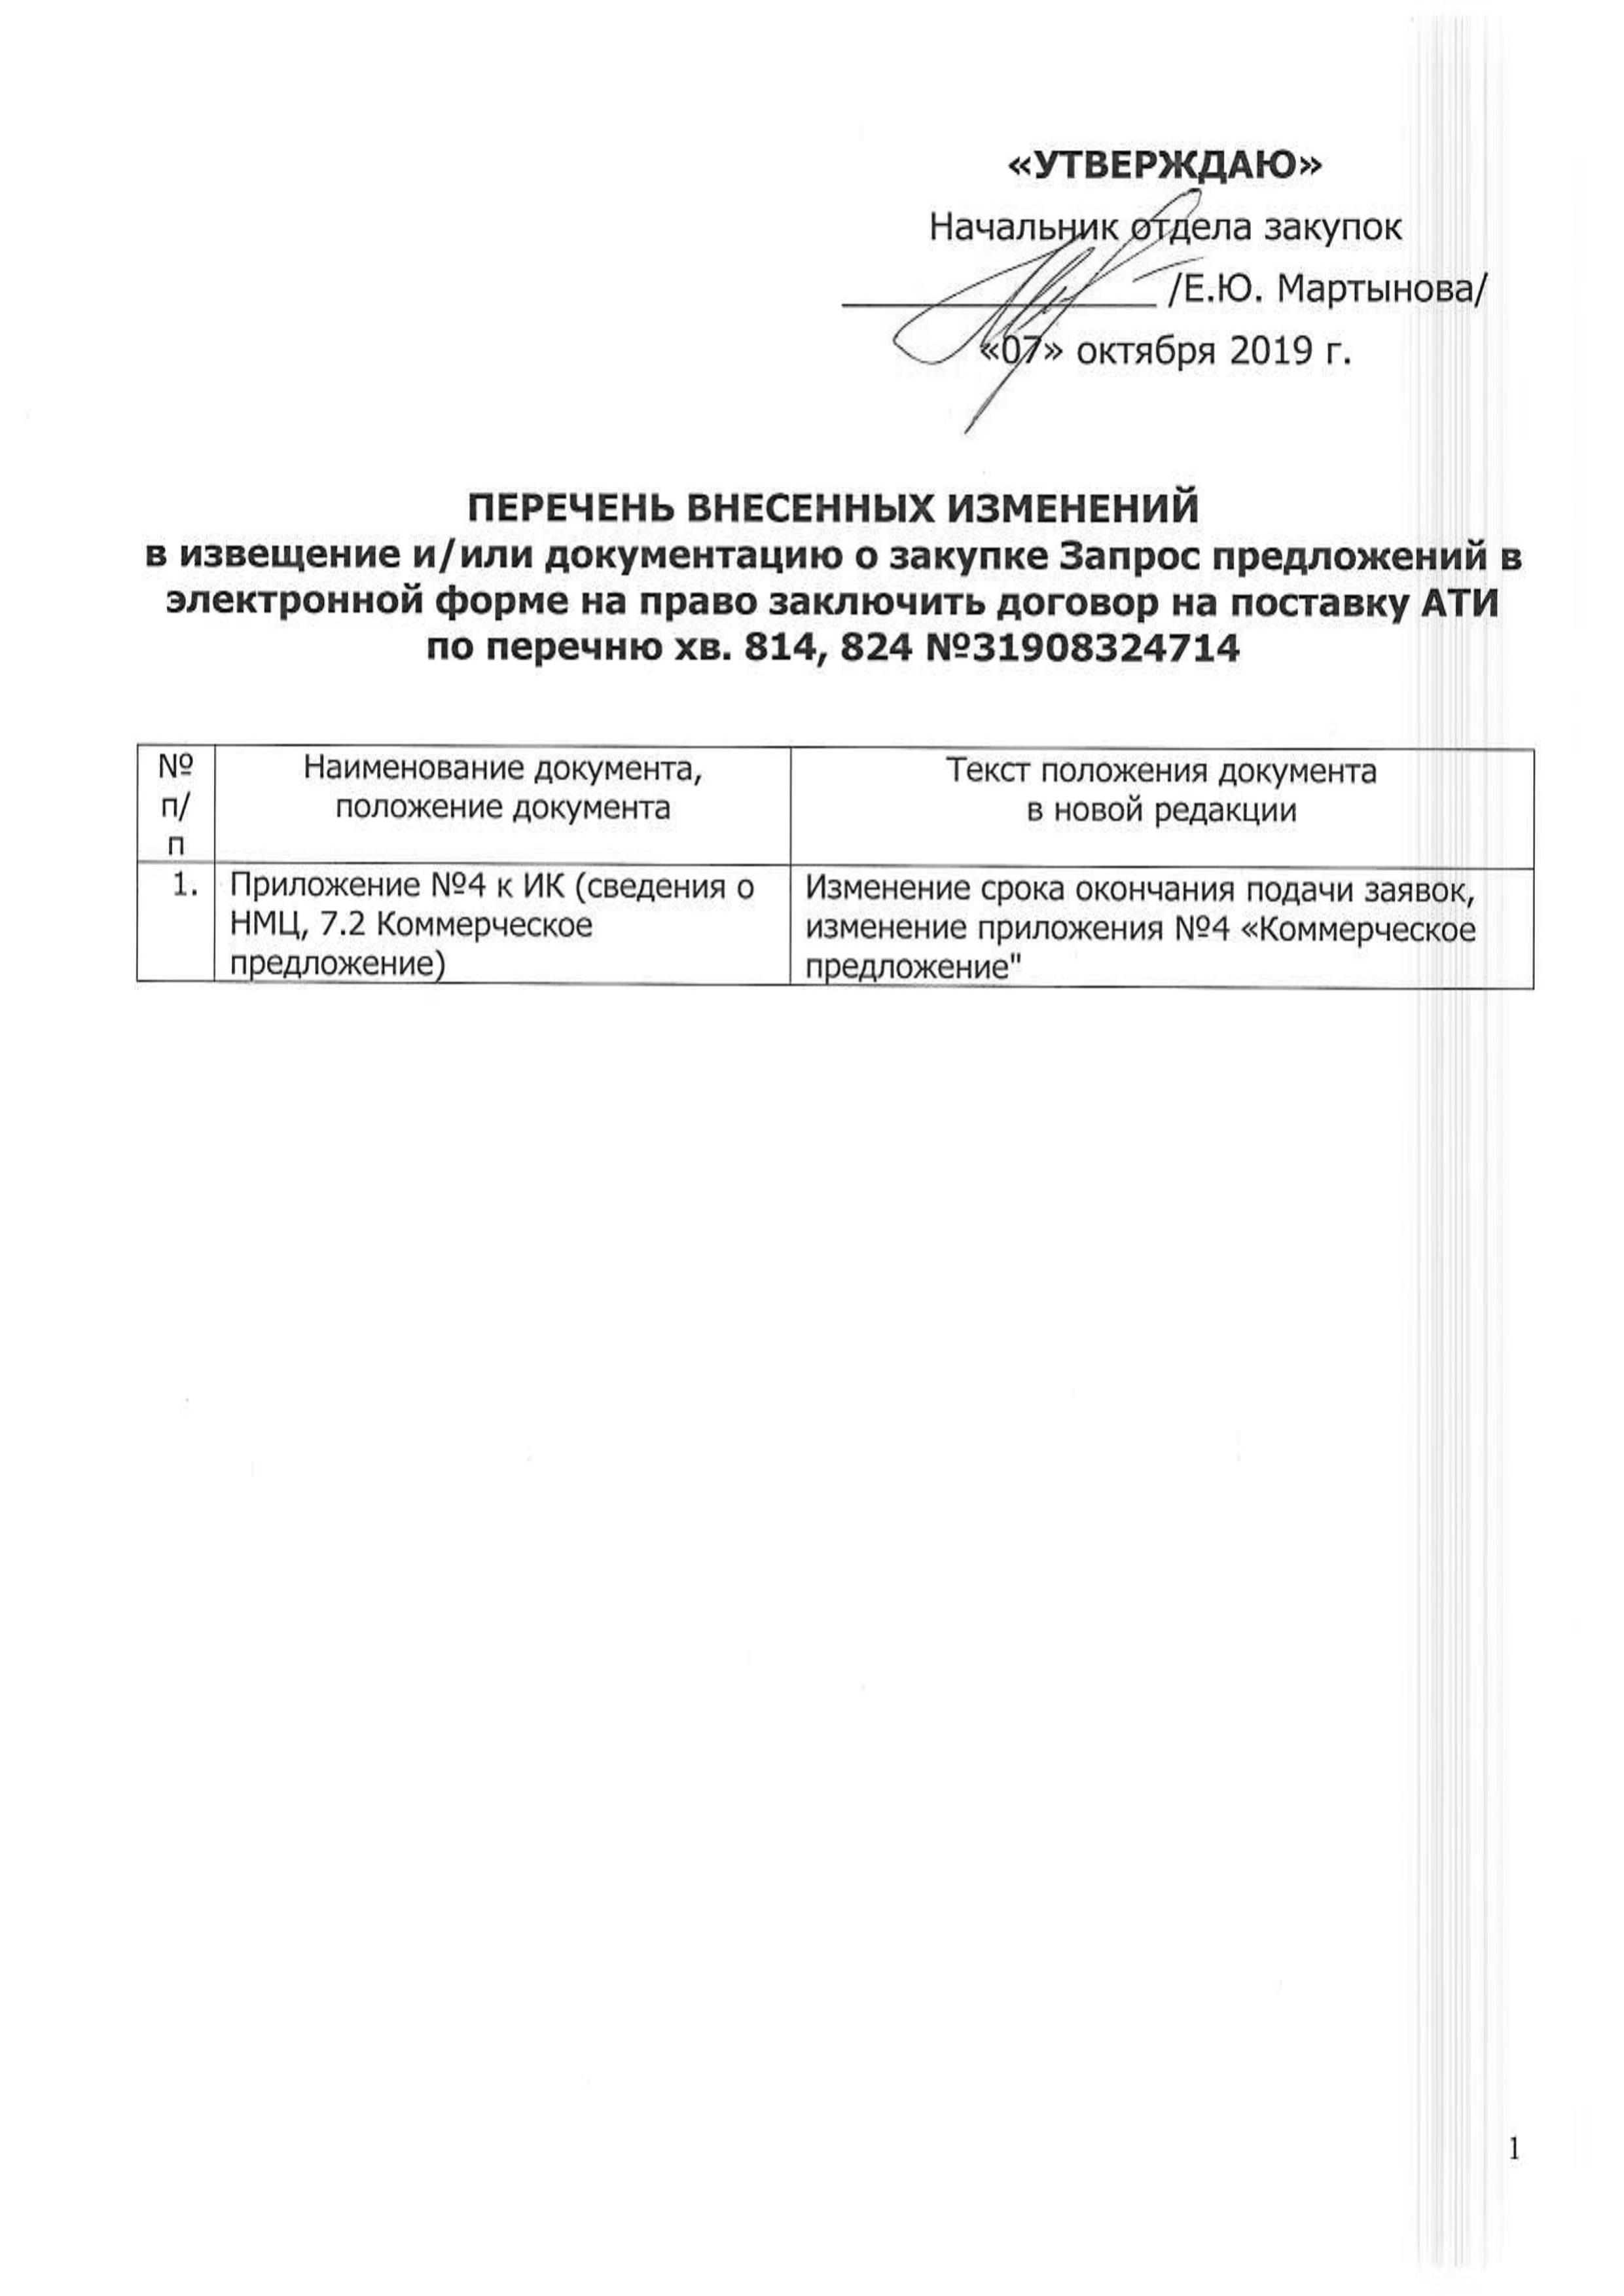 «УТВЕРЖДАЮ»
Начальник отдела закупок
/Е.Ю. Мартынова/
«07» октября 2019 г.
ПЕРЕЧЕНЬ ВНЕСЕННЫХ ИЗМЕНЕНИЙ
в извещение и/или документацию о закупке Запрос предложений в
электронной форме на право заключить договор на поставку АТИ
по перечню хв. 814, 824 №31908324714
№
п/
п
Наименование документа,
положение документа
Текст положения документа
в новой редакции
1.
Приложение №4 к ИК (сведения о
НМЦ, 7.2 Коммерческое
предложение)
Изменение срока окончания подачи заявок,
изменение приложения №4 «Коммерческое
предложение"
1